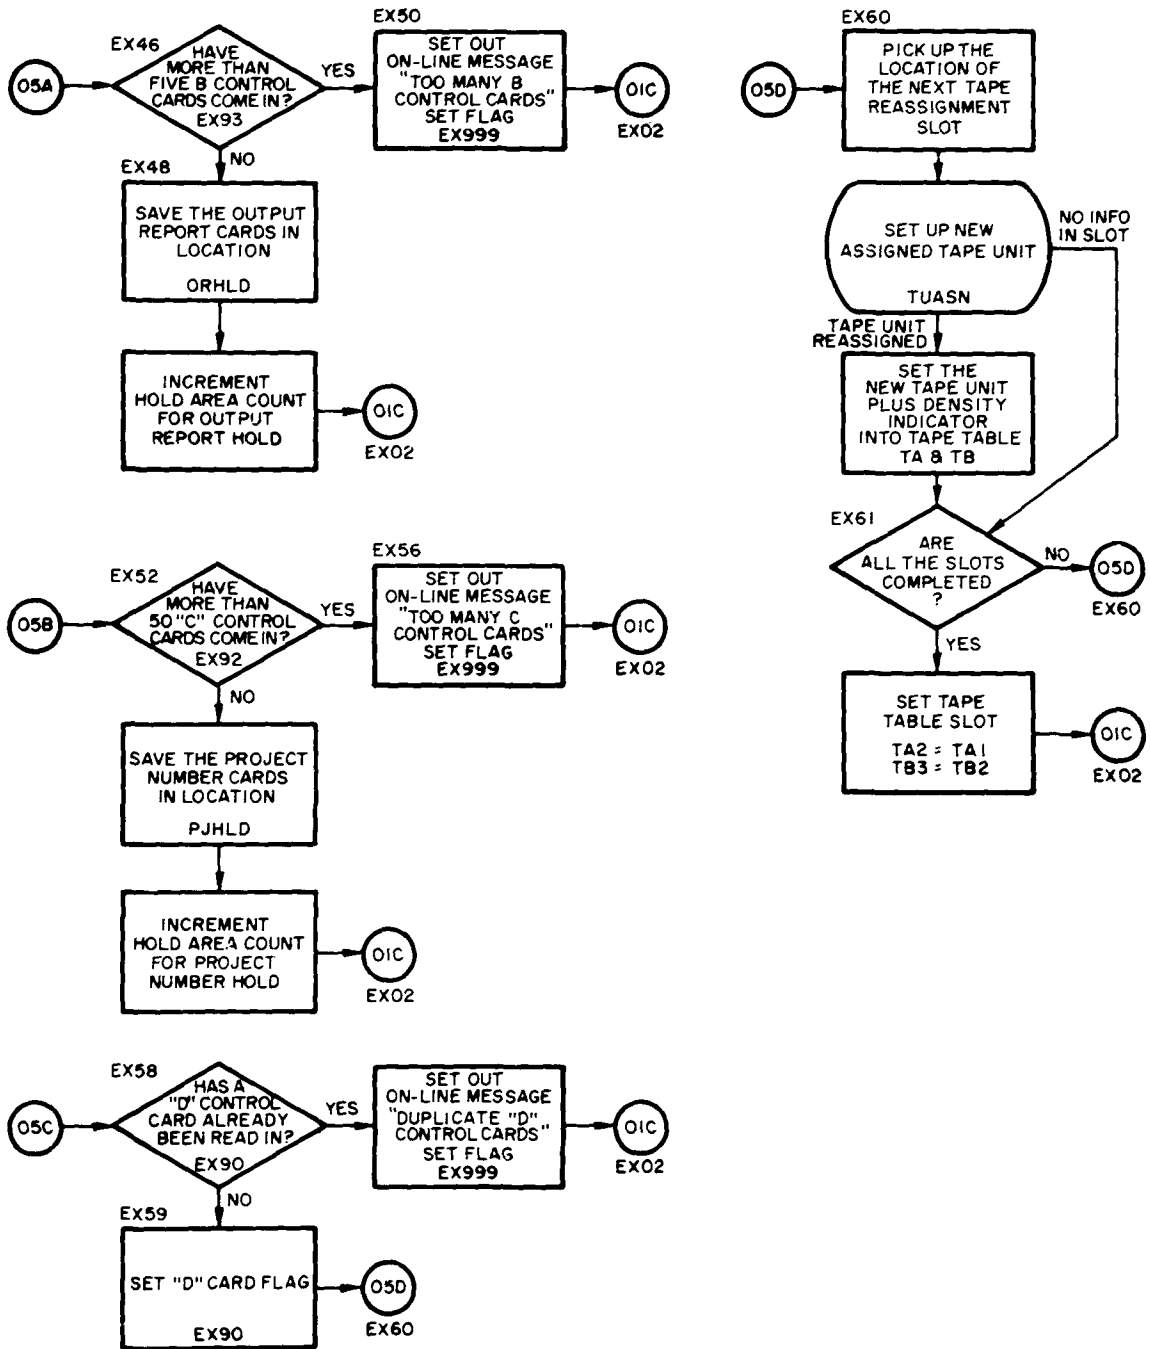 EX46
05A
HAVE
MORE THAN
FIVE B CONTROL
CARDS COME IN?
EX93
YES
EX50
SET OUT
ON-LINE MESSAGE
"TOO MANY B
CONTROL CARDS"
SET FLAG
EX999
01C
EX02
NO
EX48
SAVE THE OUTPUT
REPORT CARDS IN
LOCATION
ORHLD
INCREMENT
HOLD AREA COUNT
FOR OUTPUT
REPORT HOLD
01C
EX02
EX52
05B
HAVE
MORE THAN
50 "C" CONTROL
CARDS COME IN?
EX92
YES
EX56
SET OUT
ON-LINE MESSAGE
"TOO MANY C
CONTROL CARDS"
SET FLAG
EX999
01C
EX02
NO
SAVE THE PROJECT
NUMBER CARDS
IN LOCATION
PJHLD
INCREMENT
HOLD AREA COUNT
FOR PROJECT
NUMBER HOLD
01C
EX02
EX58
05C
HAS A
"D" CONTROL
CARD ALREADY
BEEN READ IN?
EX90
YES
SET OUT
ON-LINE MESSAGE
"DUPLICATE "D"
CONTROL CARDS"
SET FLAG
EX999
01C
EX02
NO
EX59
SET "D" CARD FLAG
EX90
05D
EX60
EX60
05D
PICK UP THE
LOCATION OF
THE NEXT TAPE
REASSIGNMENT
SLOT
SET UP NEW
ASSIGNED TAPE UNIT
TUASN
NO INFO
IN SLOT
TAPE UNIT
REASSIGNED
SET THE
NEW TAPE UNIT
PLUS DENSITY
INDICATOR
INTO TAPE TABLE
TA & TB
EX61
ARE
ALL THE SLOTS
COMPLETED
?
NO
05D
EX60
YES
SET TAPE
TABLE SLOT
TA2 = TA1
TB3 = TB2
01C
EX02